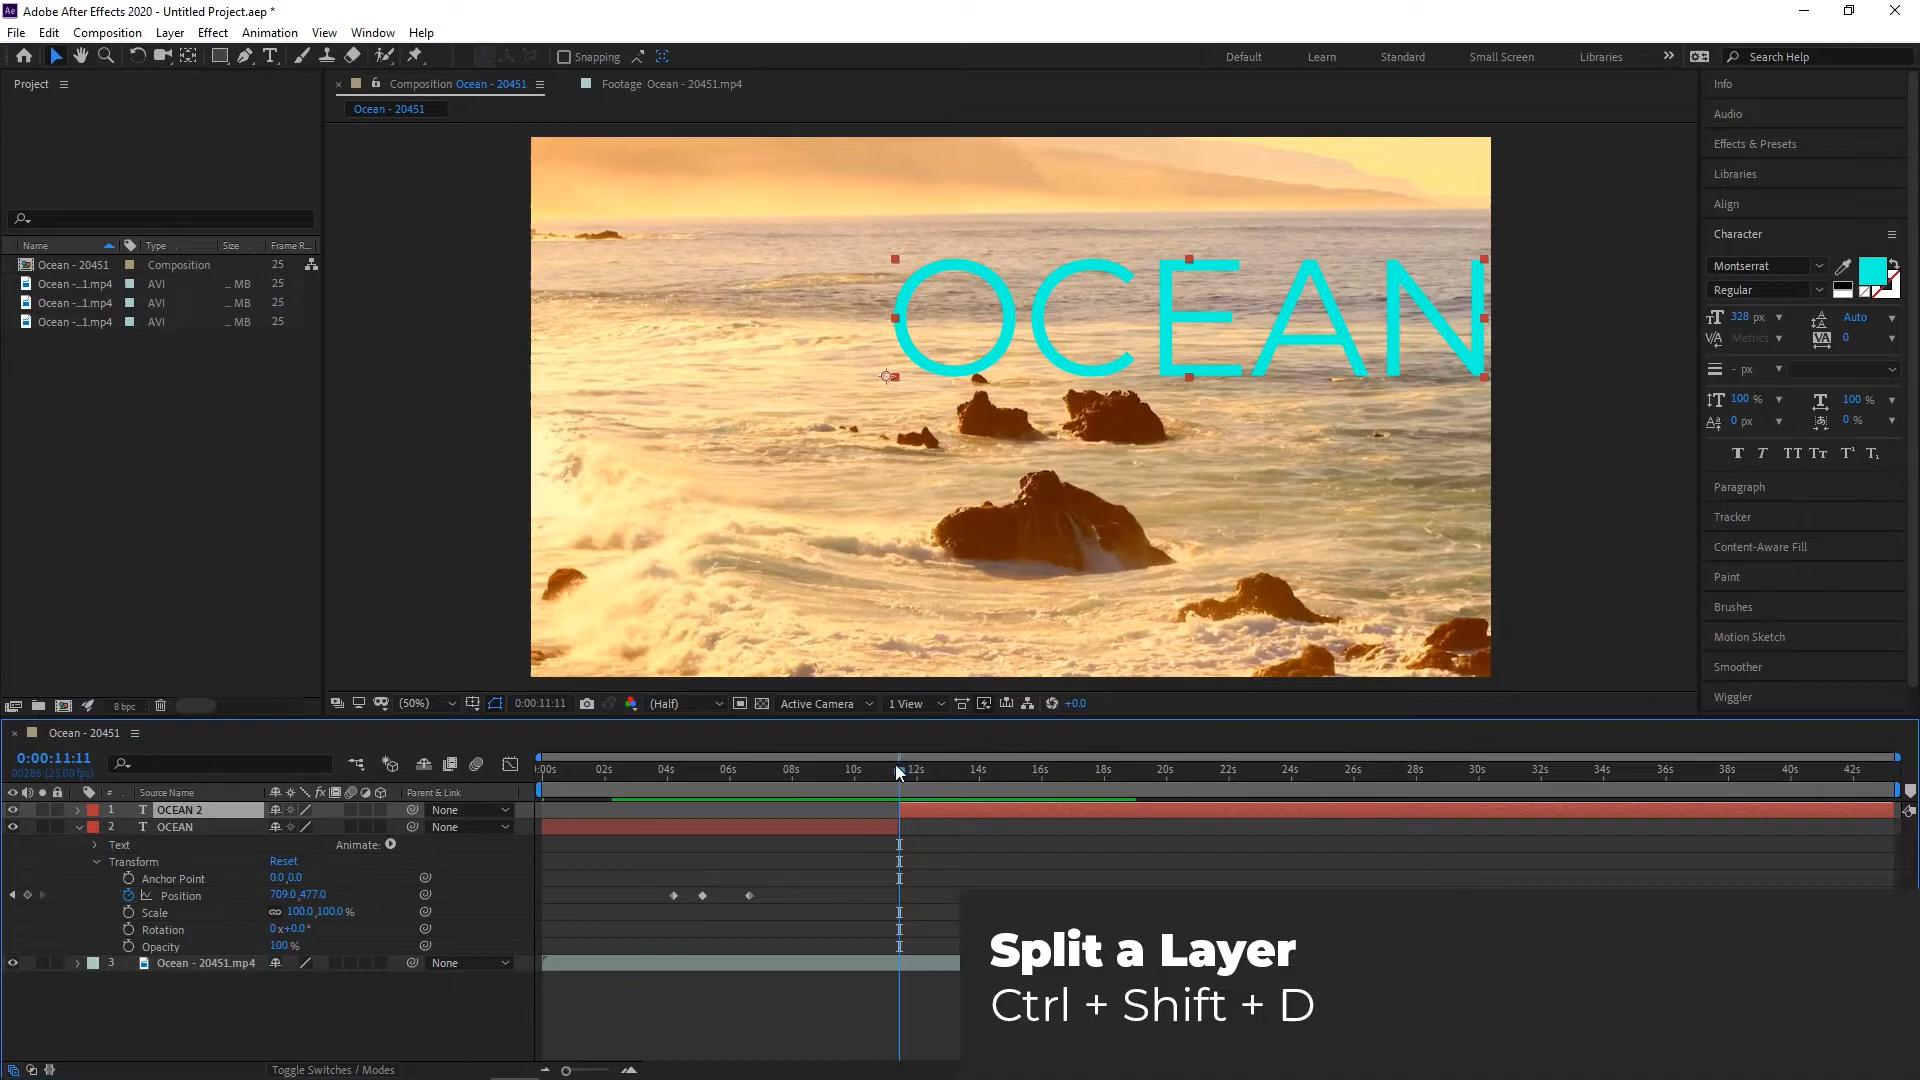 Adobe After Effects 2020 - Untitled Project.aep *
File Edit Composition Layer Effect Animation View Window Help
Snapping
Default Learn Standard Small Screen Libraries
Search Help
Project
Composition Ocean - 20451
Footage Ocean - 20451.mp4
Ocean - 20451
Name Type Size Frame R...
Ocean - 20451 Composition 25
Ocean -...1.mp4 AVI ... MB 25
Ocean -...1.mp4 AVI ... MB 25
Ocean -...1.mp4 AVI ... MB 25
8 bpc
OCEAN
(50%) 0:00:11:11 (Half) Active Camera 1 View +0.0
Info
Audio
Effects & Presets
Libraries
Align
Character
Montserrat
Regular
328 px Auto
Metrics 0
- px
100 % 100 %
0 px 0 %
T T TT Tt T¹ T₁
Paragraph
Tracker
Content-Aware Fill
Paint
Brushes
Motion Sketch
Smoother
Wiggler
Ocean - 20451
0:00:11:11
00286 (25.00 fps)
:00s 02s 04s 06s 08s 10s 12s 14s 16s 18s 20s 22s 24s 26s 28s 30s 32s 34s 36s 38s 40s 42s
# Source Name Parent & Link
1 T OCEAN 2 None
2 T OCEAN None
Text Animate:
Transform Reset
Anchor Point 0.0,0.0
Position 709.0,477.0
Scale 100.0,100.0%
Rotation 0x+0.0°
Opacity 100%
3 Ocean - 20451.mp4 None
Toggle Switches / Modes
Split a Layer
Ctrl + Shift + D